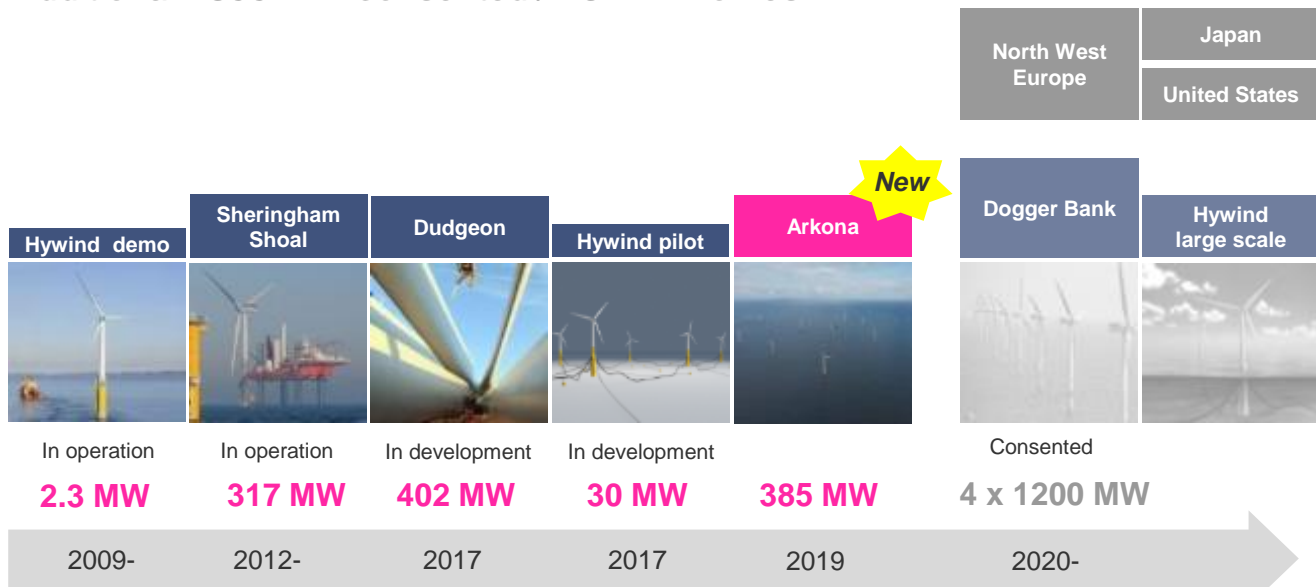 North West
Europe
Japan
United States
New
Hywind demo
Sheringham
Shoal
Dudgeon
Hywind pilot
Arkona
Dogger Bank
Hywind
large scale
In operation
In operation
In development
In development
Consented
2.3 MW
317 MW
402 MW
30 MW
385 MW
4 x 1200 MW
2009-
2012-
2017
2017
2019
2020-